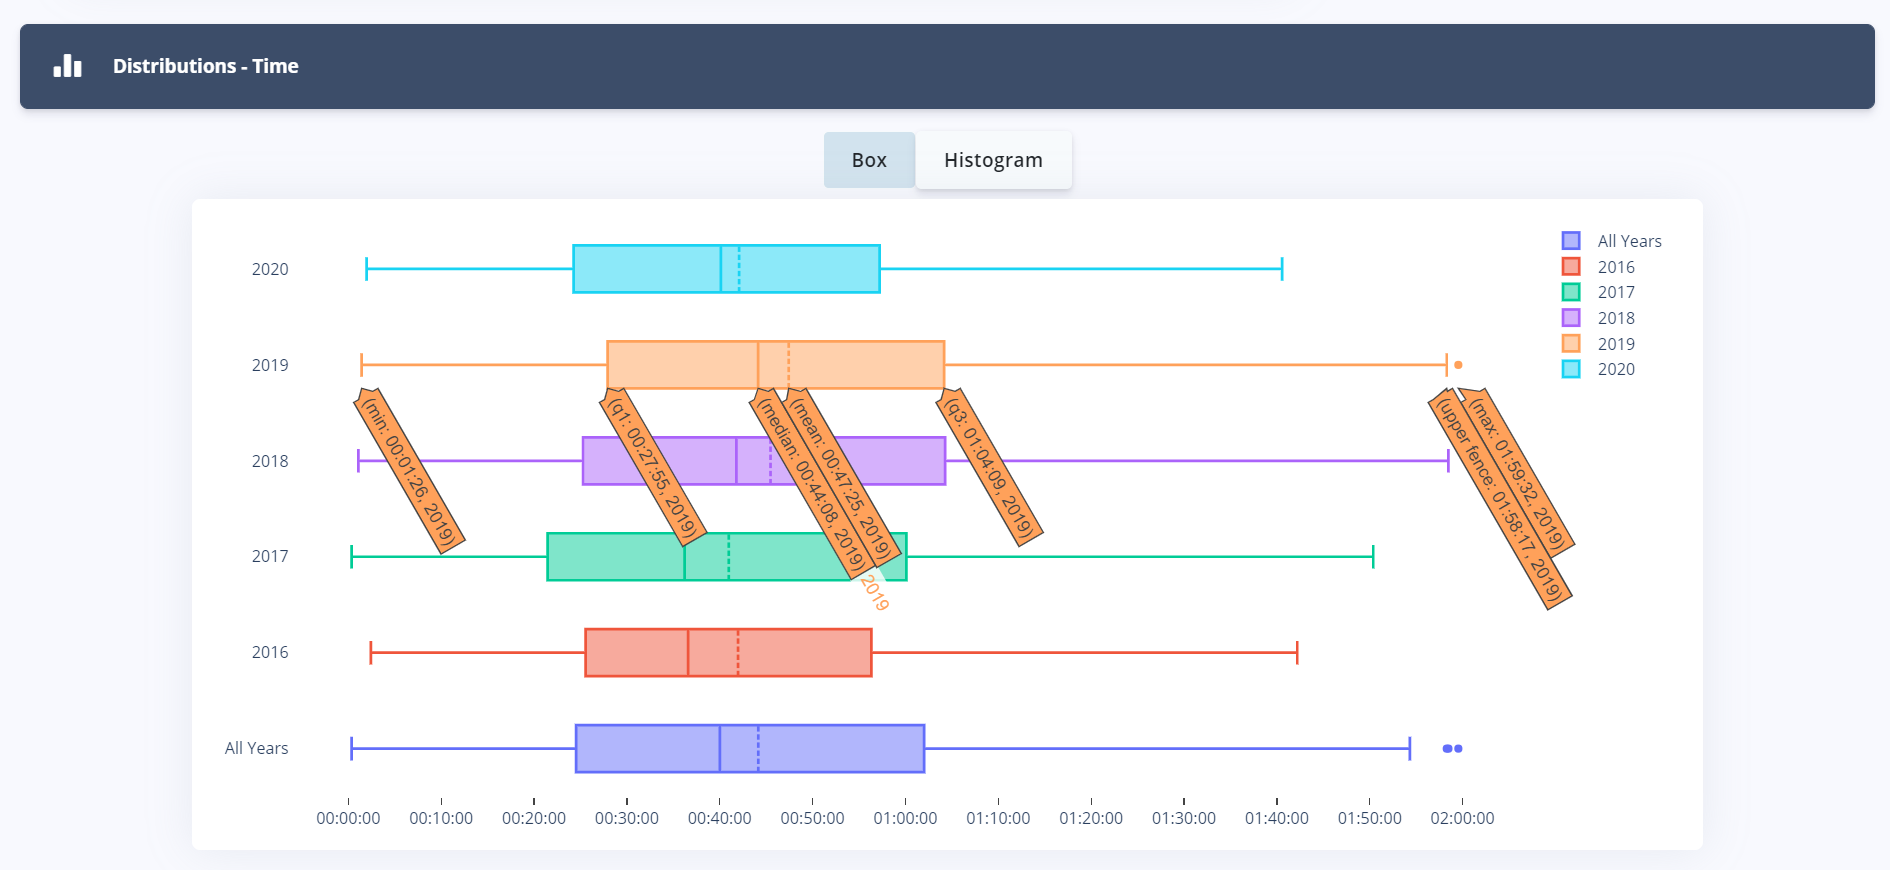 Distributions - Time
Box
Histogram
All Years
2016
2017
2018
2019
2020
2020
2019
2018
2017
2016
All Years
(min: 00:01:26, 2019)
(q1: 00:27:55, 2019)
(median: 00:44:08, 2019)
(mean: 00:47:25, 2019)
2019
(q3: 01:04:09, 2019)
(upper fence: 01:58:17, 2019)
(max: 01:59:32, 2019)
00:00:00 00:10:00 00:20:00 00:30:00 00:40:00 00:50:00 01:00:00 01:10:00 01:20:00 01:30:00 01:40:00 01:50:00 02:00:00